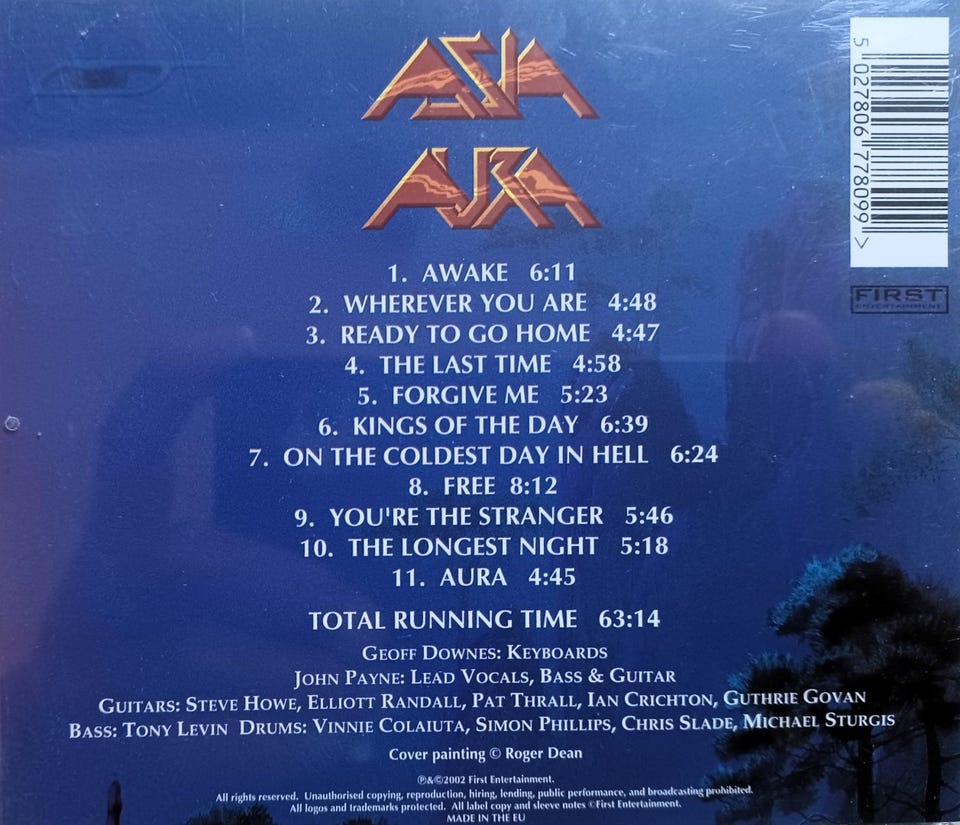 ASIA
AURA
5 027806 778099 >
FIRST
ENTERTAINMENT
1. AWAKE 6:11
2. WHEREVER YOU ARE 4:48
3. READY TO GO HOME 4:47
4. THE LAST TIME 4:58
5. FORGIVE ME 5:23
6. KINGS OF THE DAY 6:39
7. ON THE COLDEST DAY IN HELL 6:24
8. FREE 8:12
9. YOU'RE THE STRANGER 5:46
10. THE LONGEST NIGHT 5:18
11. AURA 4:45
TOTAL RUNNING TIME 63:14
GEOFF DOWNES: KEYBOARDS
JOHN PAYNE: LEAD VOCALS, BASS & GUITAR
GUITARS: STEVE HOWE, ELLIOTT RANDALL, PAT THRALL, IAN CRICHTON, GUTHRIE GOVAN
BASS: TONY LEVIN DRUMS: VINNIE COLAIUTA, SIMON PHILLIPS, CHRIS SLADE, MICHAEL STURGIS
Cover painting © Roger Dean
℗&©2002 First Entertainment.
All rights reserved. Unauthorised copying, reproduction, hiring, lending, public performance, and broadcasting prohibited.
All logos and trademarks protected. All label copy and sleeve notes ©First Entertainment.
MADE IN THE EU